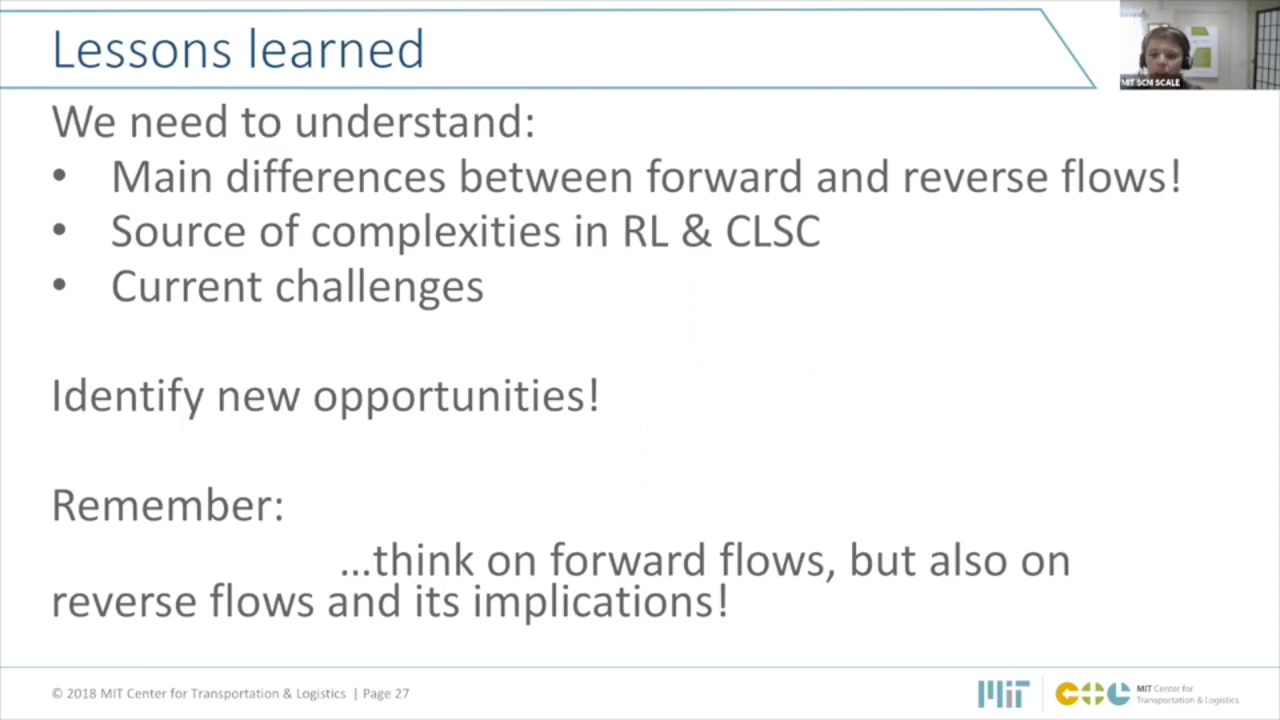 Lessons learned
MIT SCM SCALE
We need to understand:
• Main differences between forward and reverse flows!
• Source of complexities in RL & CLSC
• Current challenges
Identify new opportunities!
Remember:
...think on forward flows, but also on
reverse flows and its implications!
© 2018 MIT Center for Transportation & Logistics | Page 27
MIT
CTL
MIT Center for
Transportation & Logistics